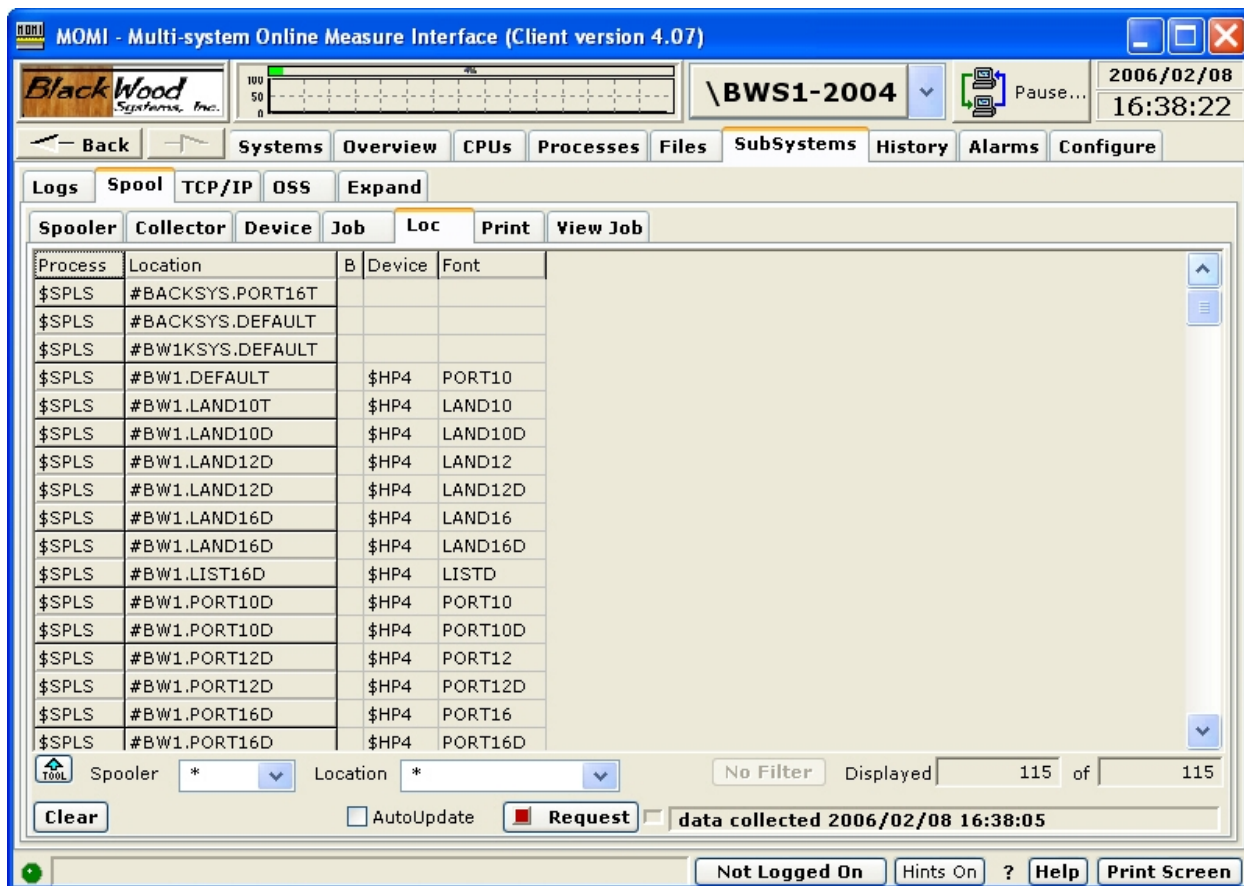 MOMI MOMI - Multi-system Online Measure Interface (Client version 4.07)
BlackWood Systems, Inc.
100
50
0
4%
\BWS1-2004
Pause...
2006/02/08
16:38:22
Back Systems Overview CPUs Processes Files SubSystems History Alarms Configure
Logs Spool TCP/IP OSS Expand
Spooler Collector Device Job Loc Print View Job
Process Location B Device Font
$SPLS #BACKSYS.PORT16T
$SPLS #BACKSYS.DEFAULT
$SPLS #BW1KSYS.DEFAULT
$SPLS #BW1.DEFAULT $HP4 PORT10
$SPLS #BW1.LAND10T $HP4 LAND10
$SPLS #BW1.LAND10D $HP4 LAND10D
$SPLS #BW1.LAND12D $HP4 LAND12
$SPLS #BW1.LAND12D $HP4 LAND12D
$SPLS #BW1.LAND16D $HP4 LAND16
$SPLS #BW1.LAND16D $HP4 LAND16D
$SPLS #BW1.LIST16D $HP4 LISTD
$SPLS #BW1.PORT10D $HP4 PORT10
$SPLS #BW1.PORT10D $HP4 PORT10D
$SPLS #BW1.PORT12D $HP4 PORT12
$SPLS #BW1.PORT12D $HP4 PORT12D
$SPLS #BW1.PORT16D $HP4 PORT16
$SPLS #BW1.PORT16D $HP4 PORT16D
TOOL Spooler * Location * No Filter Displayed 115 of 115
Clear AutoUpdate Request data collected 2006/02/08 16:38:05
Not Logged On Hints On ? Help Print Screen